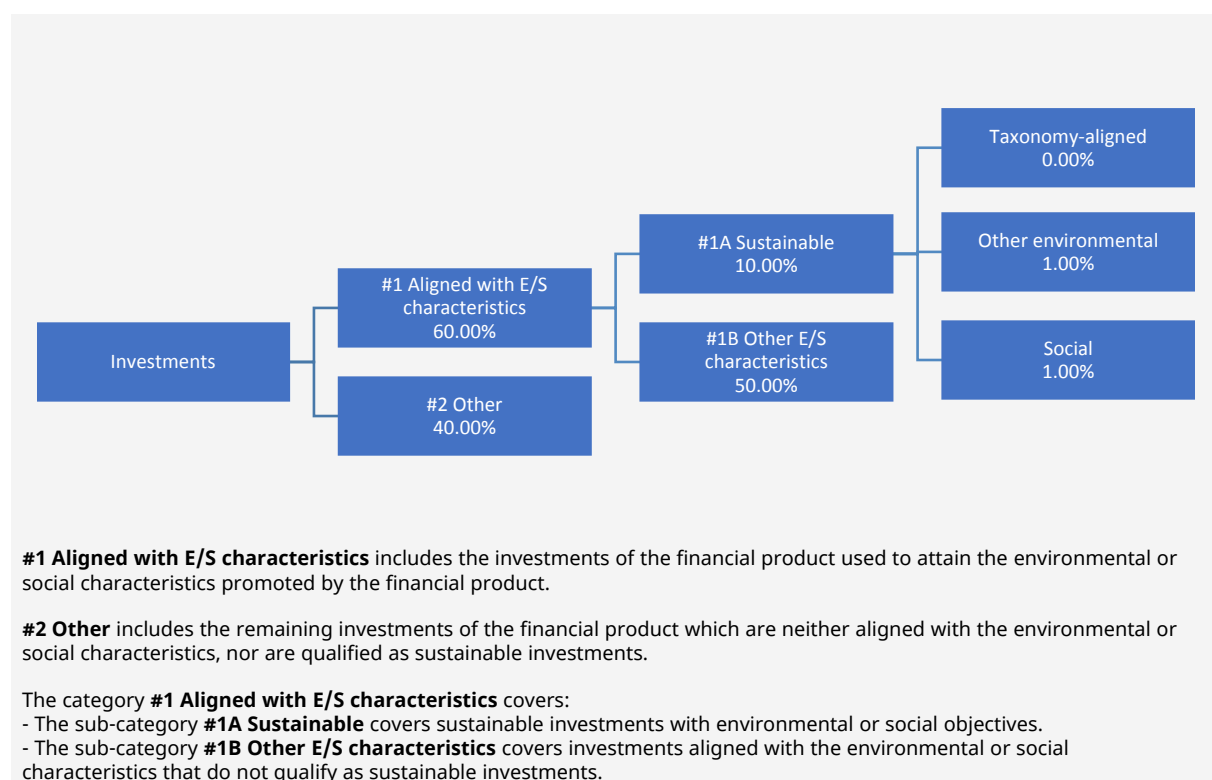 Investments
#1 Aligned with E/S
characteristics
60.00%
#2 Other
40.00%
#1A Sustainable
10.00%
#1B Other E/S
characteristics
50.00%
Taxonomy-aligned
0.00%
Other environmental
1.00%
Social
1.00%
#1 Aligned with E/S characteristics includes the investments of the financial product used to attain the environmental or
social characteristics promoted by the financial product.
#2 Other includes the remaining investments of the financial product which are neither aligned with the environmental or
social characteristics, nor are qualified as sustainable investments.
The category #1 Aligned with E/S characteristics covers:
- The sub-category #1A Sustainable covers sustainable investments with environmental or social objectives.
- The sub-category #1B Other E/S characteristics covers investments aligned with the environmental or social
characteristics that do not qualify as sustainable investments.